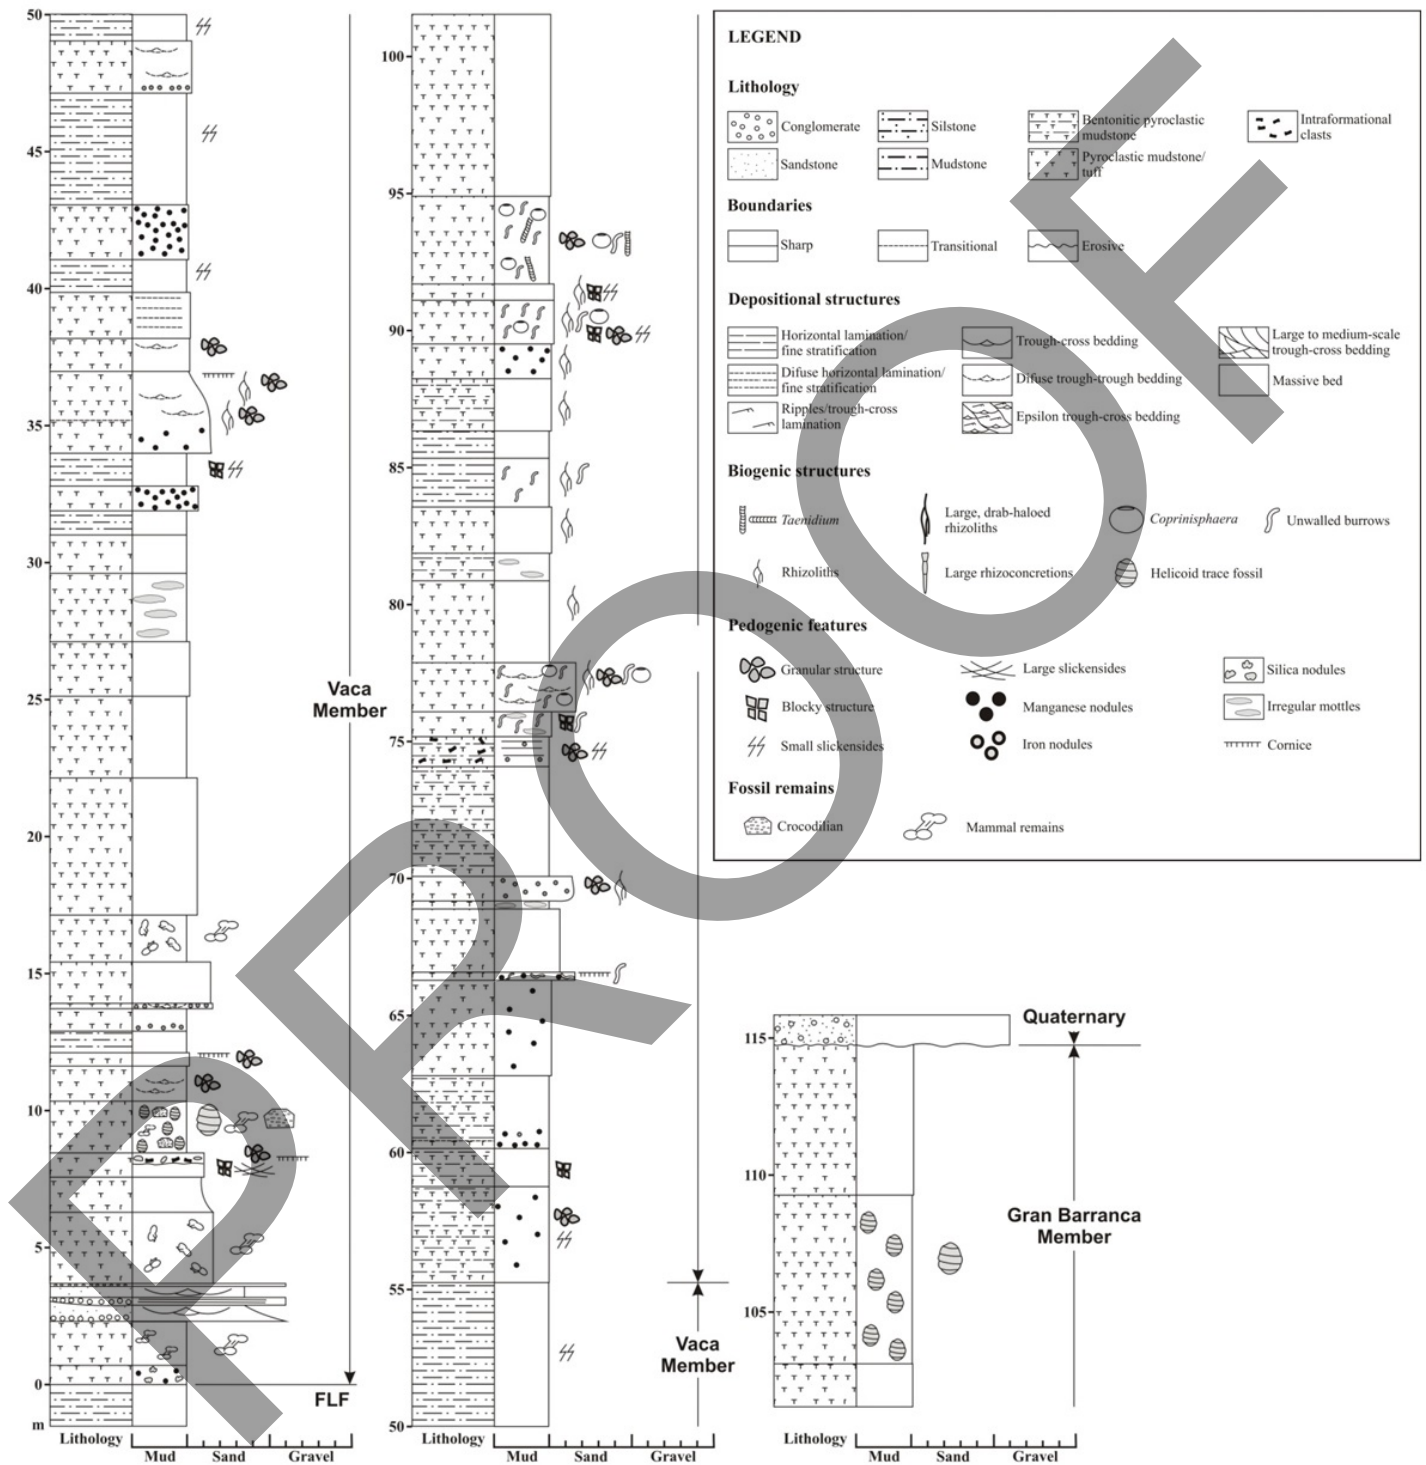 50
45
40
35
30
25
20
15
10
5
0
m
Lithology
Mud
Sand
Gravel
Vaca
Member
FLF
100
95
90
85
80
75
70
65
60
55
50
Lithology
Mud
Sand
Gravel
Vaca
Member
LEGEND
Lithology
Conglomerate
Silstone
Bentonitic pyroclastic
mudstone
Intraformational
clasts
Sandstone
Mudstone
Pyroclastic mudstone/
tuff
Boundaries
Sharp
Transitional
Erosive
Depositional structures
Horizontal lamination/
fine stratification
Trough-cross bedding
Large to medium-scale
trough-cross bedding
Difuse horizontal lamination/
fine stratification
Difuse trough-trough bedding
Massive bed
Ripples/trough-cross
lamination
Epsilon trough-cross bedding
Biogenic structures
Taenidium
Large, drab-haloed
rhizoliths
Coprinisphaera
Unwalled burrows
Rhizoliths
Large rhizoconcretions
Helicoid trace fossil
Pedogenic features
Granular structure
Large slickensides
Silica nodules
Blocky structure
Manganese nodules
Irregular mottles
Small slickensides
Iron nodules
Cornice
Fossil remains
Crocodilian
Mammal remains
115
110
105
Lithology
Mud
Sand
Gravel
Quaternary
Gran Barranca
Member
PROOF